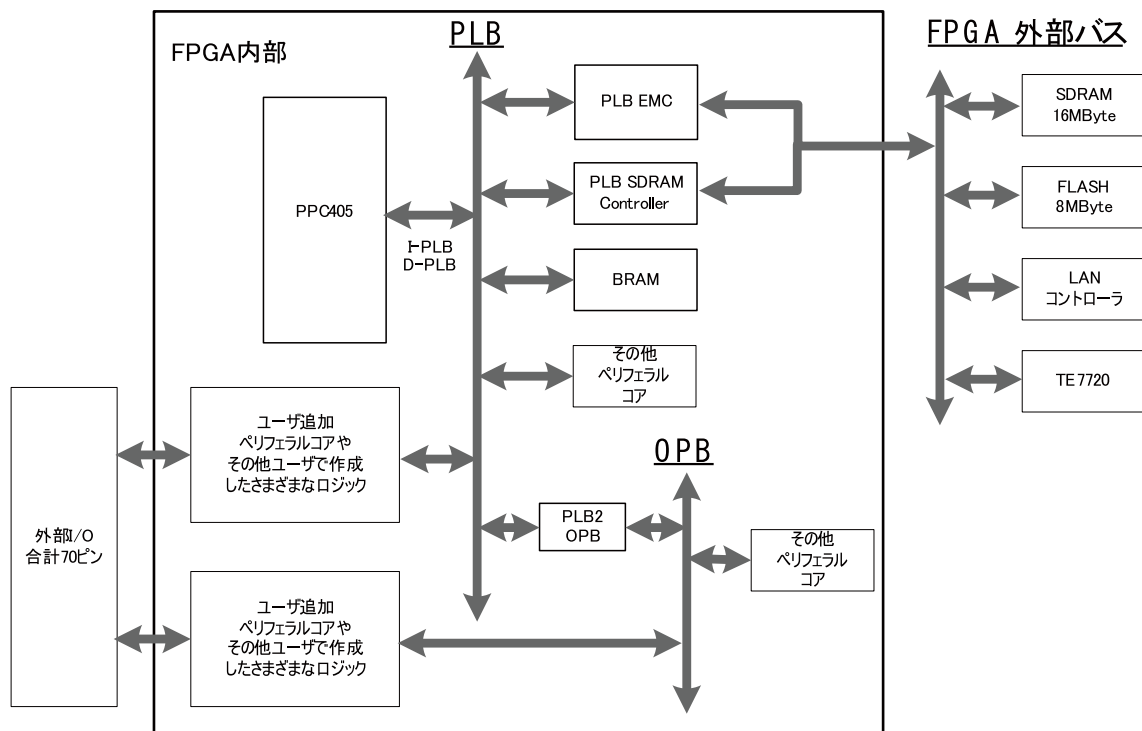 FPGA内部
PLB
FPGA 外部バス
PPC405
I-PLB
D-PLB
PLB EMC
PLB SDRAM
Controller
BRAM
その他
ペリフェラル
コア
SDRAM
16MByte
FLASH
8MByte
LAN
コントローラ
TE7720
外部I/O
合計70ピン
ユーザ追加
ペリフェラルコアや
その他ユーザで作成
したさまざまなロジック
OPB
PLB2
OPB
その他
ペリフェラル
コア
ユーザ追加
ペリフェラルコアや
その他ユーザで作成
したさまざまなロジック